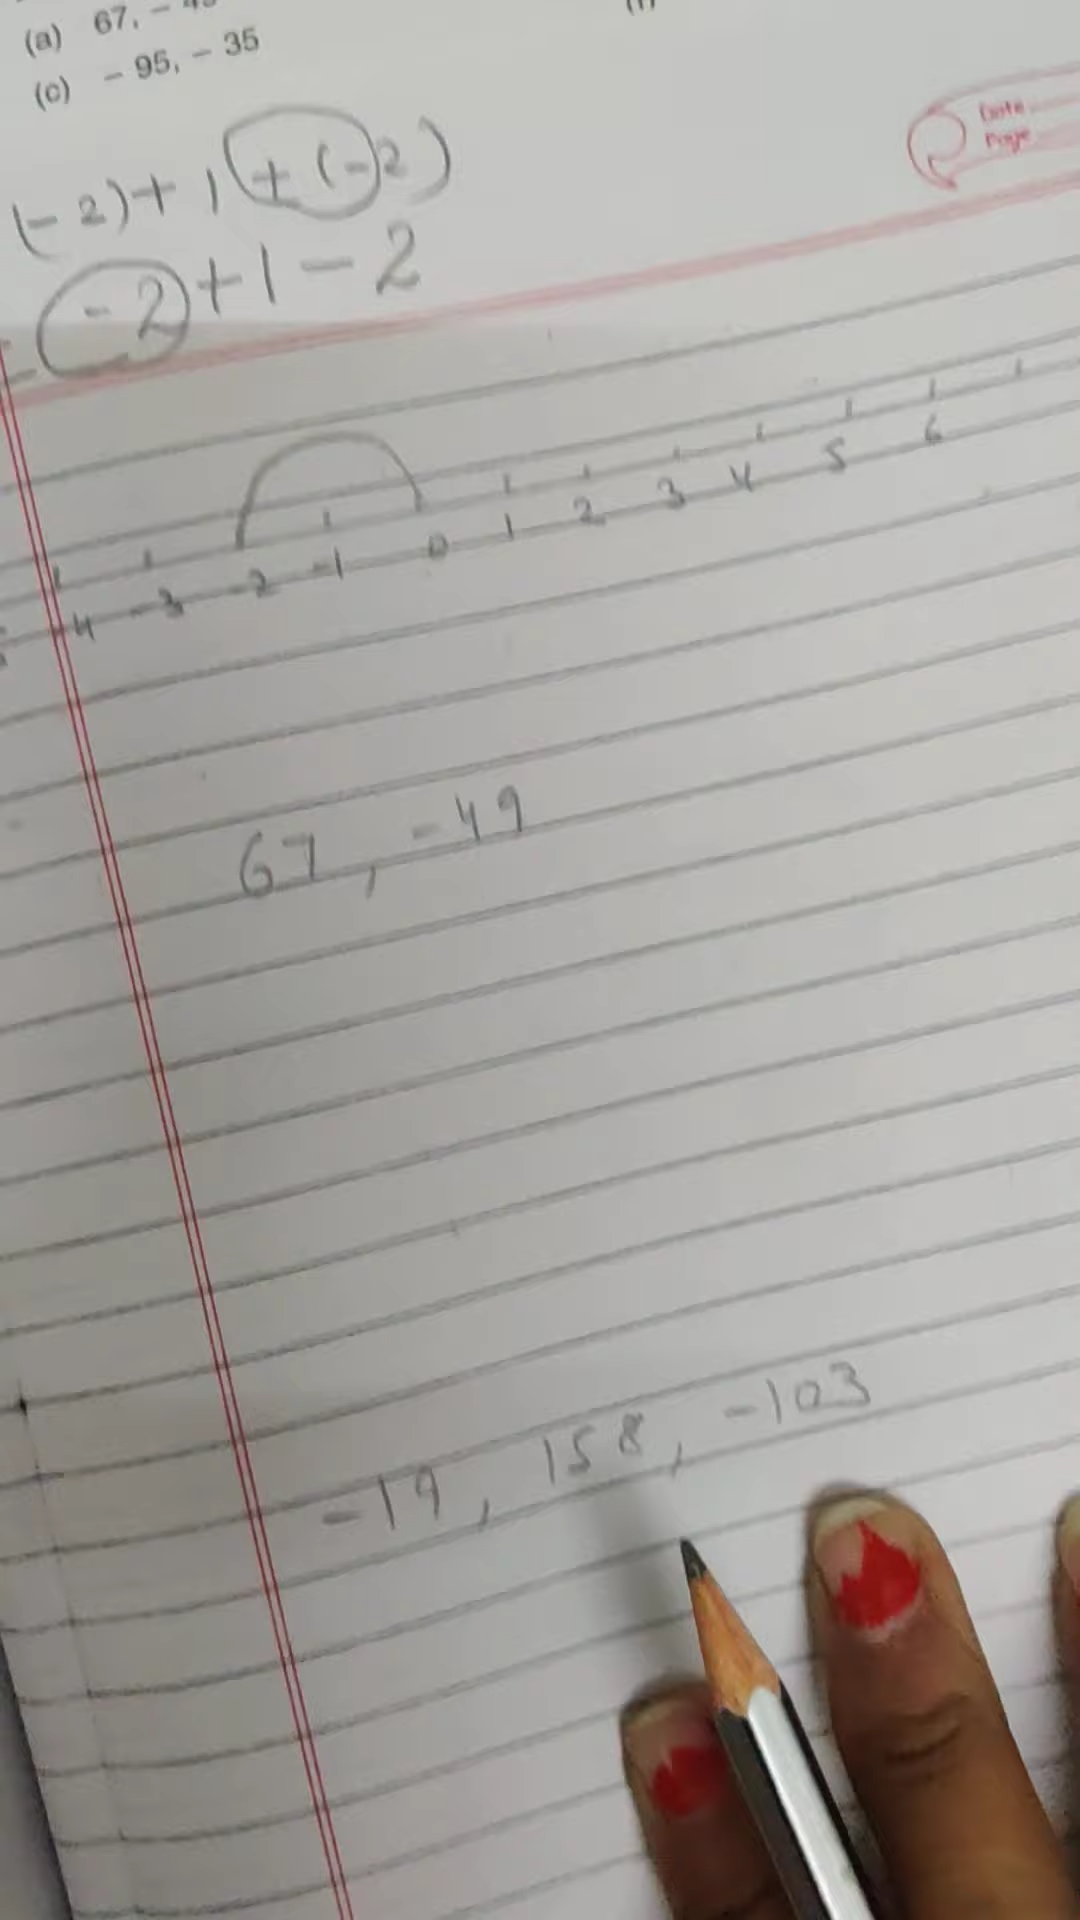 (a) 67, - 49
(c) - 95, - 35
Date
Page
(- 2) + 1 + (-2)
- 2 + 1 - 2
-4 -3 -2 -1 0 1 2 3 4 5 6
67, -49
-19, 158, -103